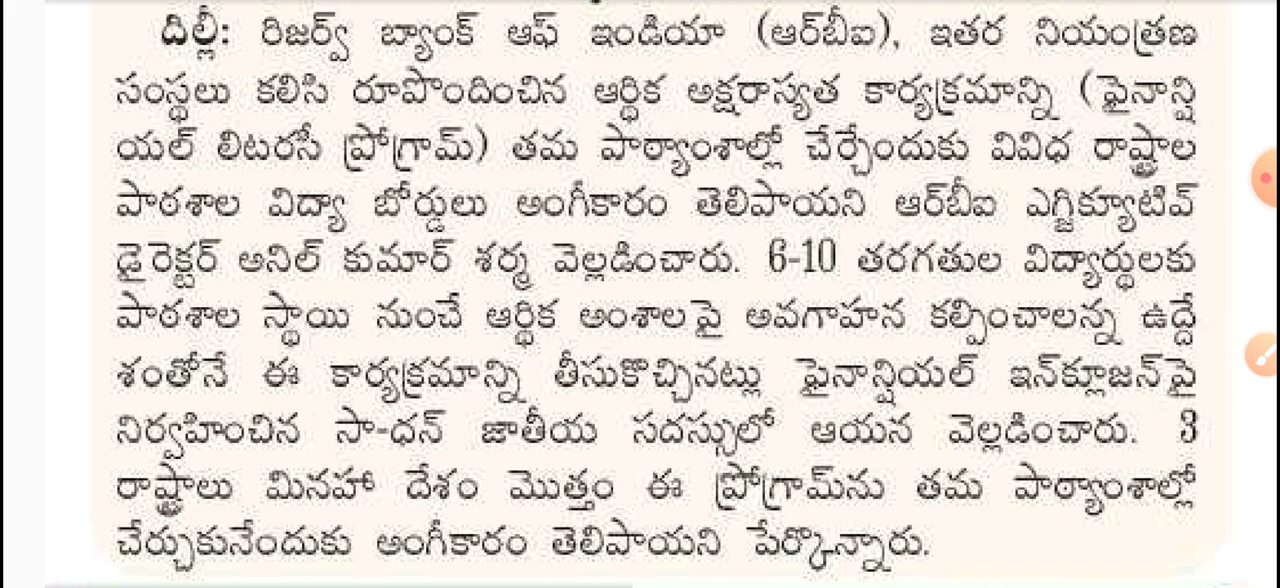 దిల్లీ: రిజర్వ్ బ్యాంక్ ఆఫ్ ఇండియా (ఆర్‌బీఐ), ఇతర నియంత్రణ
సంస్థలు కలిసి రూపొందించిన ఆర్థిక అక్షరాస్యత కార్యక్రమాన్ని (ఫైనాన్షి
యల్ లిటరసీ ప్రోగ్రామ్) తమ పాఠ్యాంశాల్లో చేర్చేందుకు వివిధ రాష్ట్రాల
పాఠశాల విద్యా బోర్డులు అంగీకారం తెలిపాయని ఆర్‌బీఐ ఎగ్జిక్యూటివ్
డైరెక్టర్ అనిల్ కుమార్ శర్మ వెల్లడించారు. 6-10 తరగతుల విద్యార్థులకు
పాఠశాల స్థాయి నుంచే ఆర్థిక అంశాలపై అవగాహన కల్పించాలన్న ఉద్దే
శంతోనే ఈ కార్యక్రమాన్ని తీసుకొచ్చినట్లు ఫైనాన్షియల్ ఇన్‌క్లూజన్‌పై
నిర్వహించిన సా-ధన్ జాతీయ సదస్సులో ఆయన వెల్లడించారు. 3
రాష్ట్రాలు మినహా దేశం మొత్తం ఈ ప్రోగ్రామ్‌ను తమ పాఠ్యాంశాల్లో
చేర్చుకునేందుకు అంగీకారం తెలిపాయని పేర్కొన్నారు.